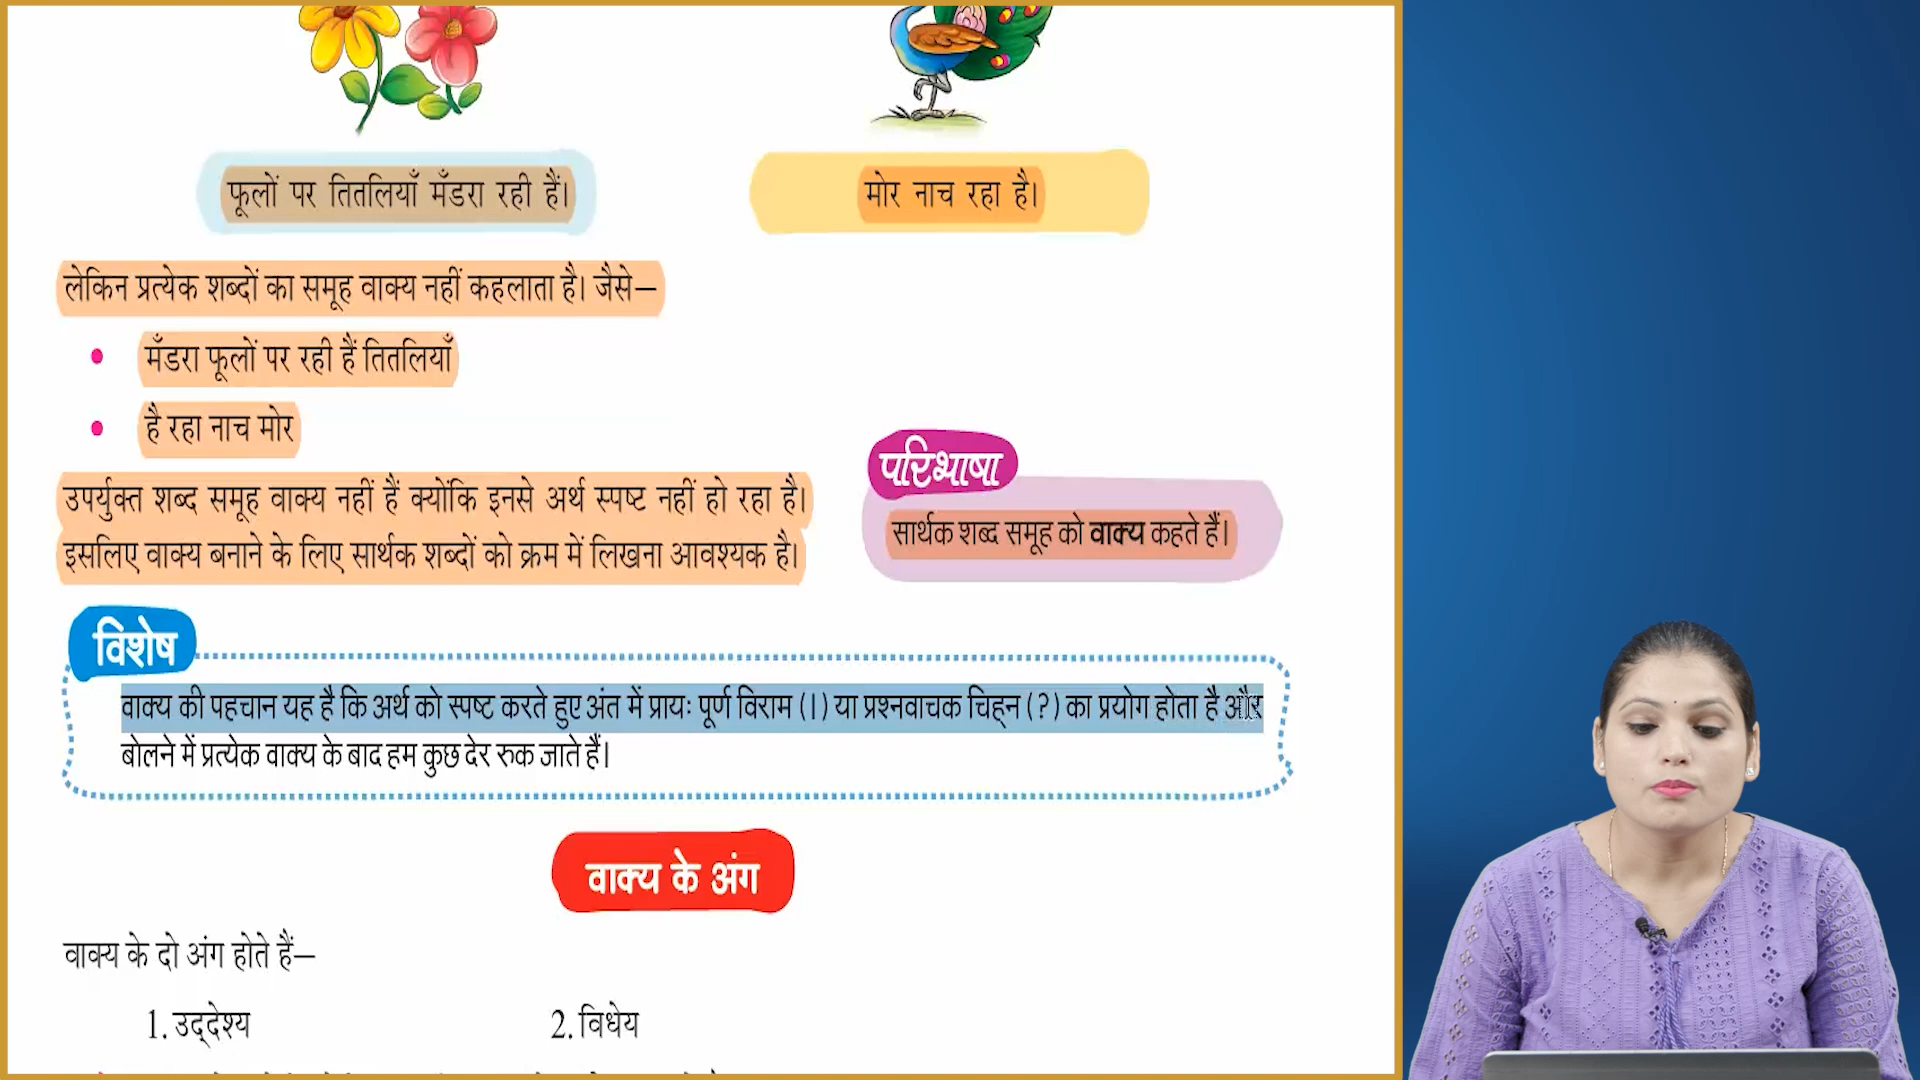 फूलों पर तितलियाँ मँडरा रही हैं।
मोर नाच रहा है।
लेकिन प्रत्येक शब्दों का समूह वाक्य नहीं कहलाता है। जैसे–
• मँडरा फूलों पर रही हैं तितलियाँ
• है रहा नाच मोर
उपर्युक्त शब्द समूह वाक्य नहीं हैं क्योंकि इनसे अर्थ स्पष्ट नहीं हो रहा है।
इसलिए वाक्य बनाने के लिए सार्थक शब्दों को क्रम में लिखना आवश्यक है।
परिभाषा
सार्थक शब्द समूह को वाक्य कहते हैं।
विशेष
वाक्य की पहचान यह है कि अर्थ को स्पष्ट करते हुए अंत में प्रायः पूर्ण विराम (।) या प्रश्नवाचक चिह्न (?) का प्रयोग होता है और
बोलने में प्रत्येक वाक्य के बाद हम कुछ देर रुक जाते हैं।
वाक्य के अंग
वाक्य के दो अंग होते हैं–
1. उद्देश्य 2. विधेय